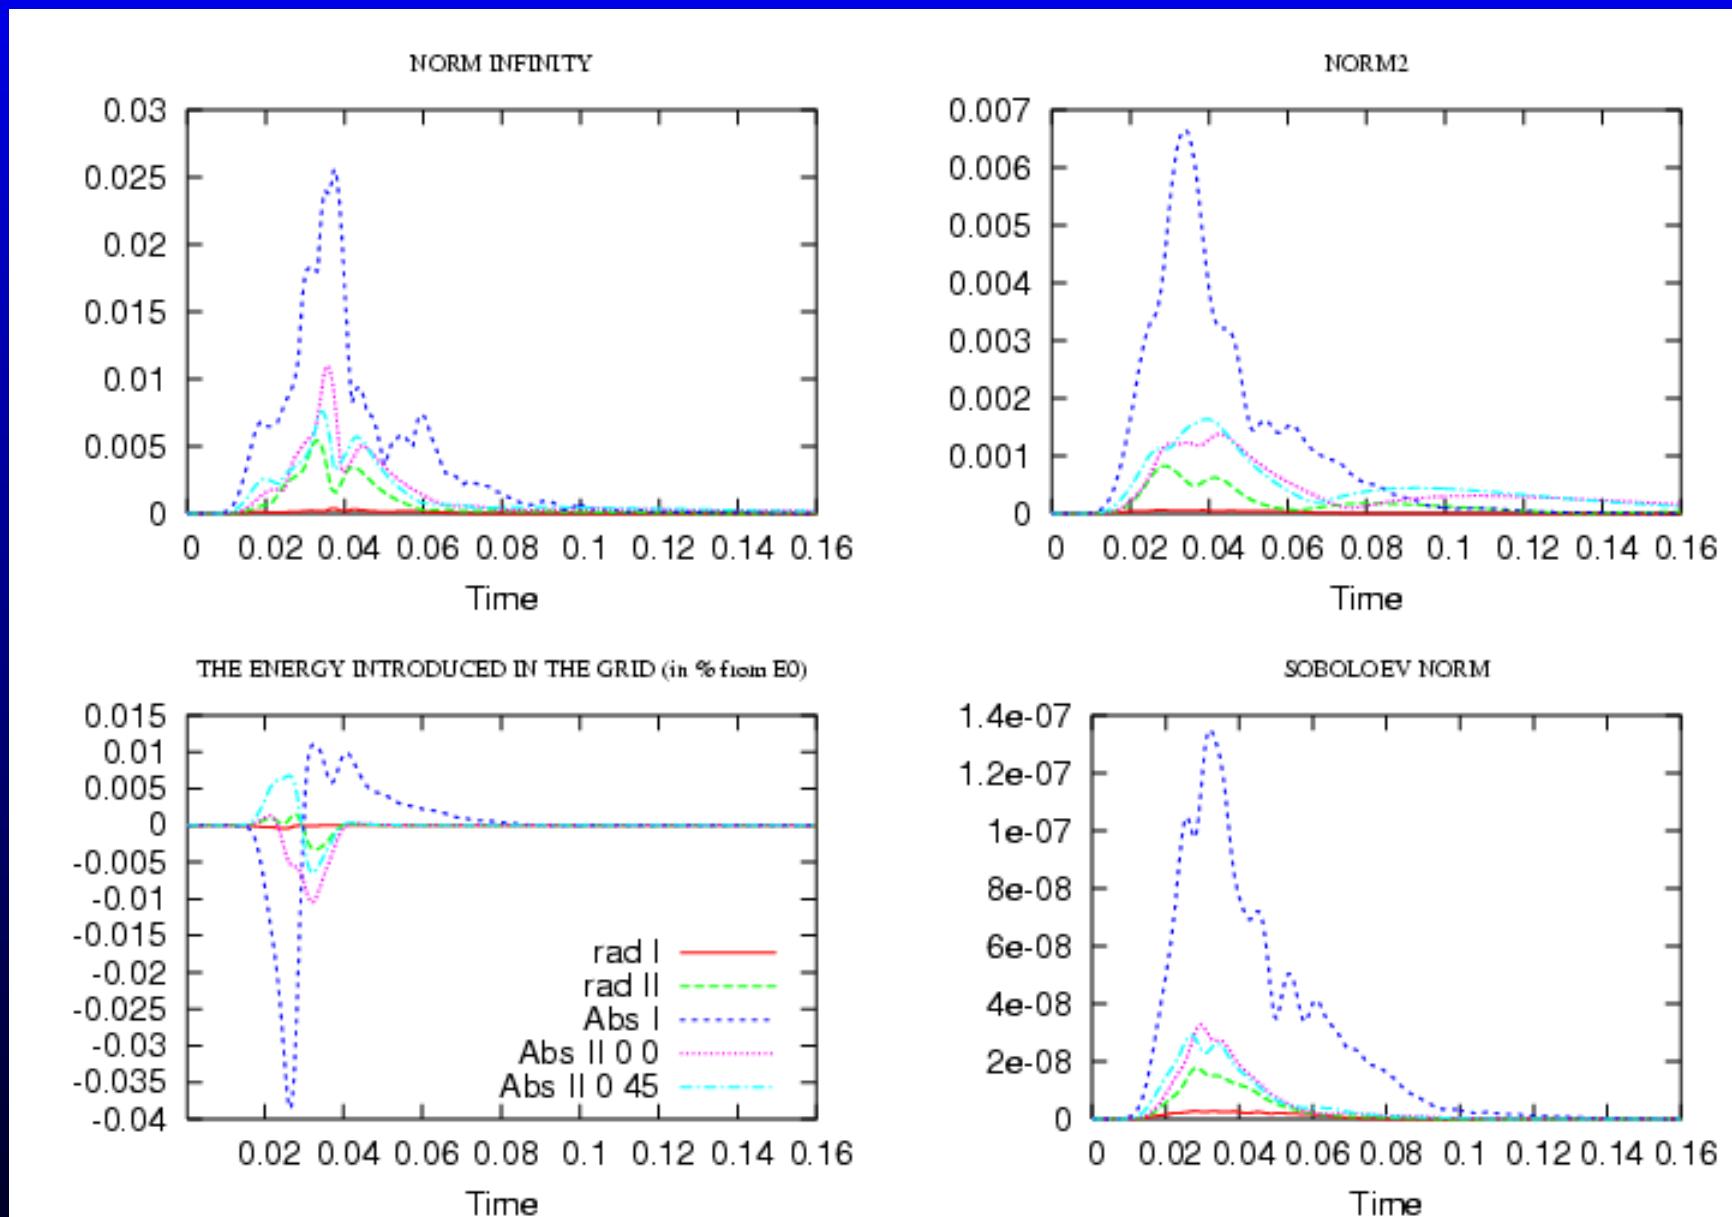 NORM INFINITY
0.03
0.025
0.02
0.015
0.01
0.005
0
0 0.02 0.04 0.06 0.08 0.1 0.12 0.14 0.16
Time
NORM2
0.007
0.006
0.005
0.004
0.003
0.002
0.001
0
0 0.02 0.04 0.06 0.08 0.1 0.12 0.14 0.16
Time
THE ENERGY INTRODUCED IN THE GRID (in % from E0)
0.015
0.01
0.005
0
-0.005
-0.01
-0.015
-0.02
-0.025
-0.03
-0.035
-0.04
rad I
rad II
Abs I
Abs II 0 0
Abs II 0 45
0.02 0.04 0.06 0.08 0.1 0.12 0.14 0.16
Time
SOBOLOEV NORM
1.4e-07
1.2e-07
1e-07
8e-08
6e-08
4e-08
2e-08
0
0 0.02 0.04 0.06 0.08 0.1 0.12 0.14 0.16
Time